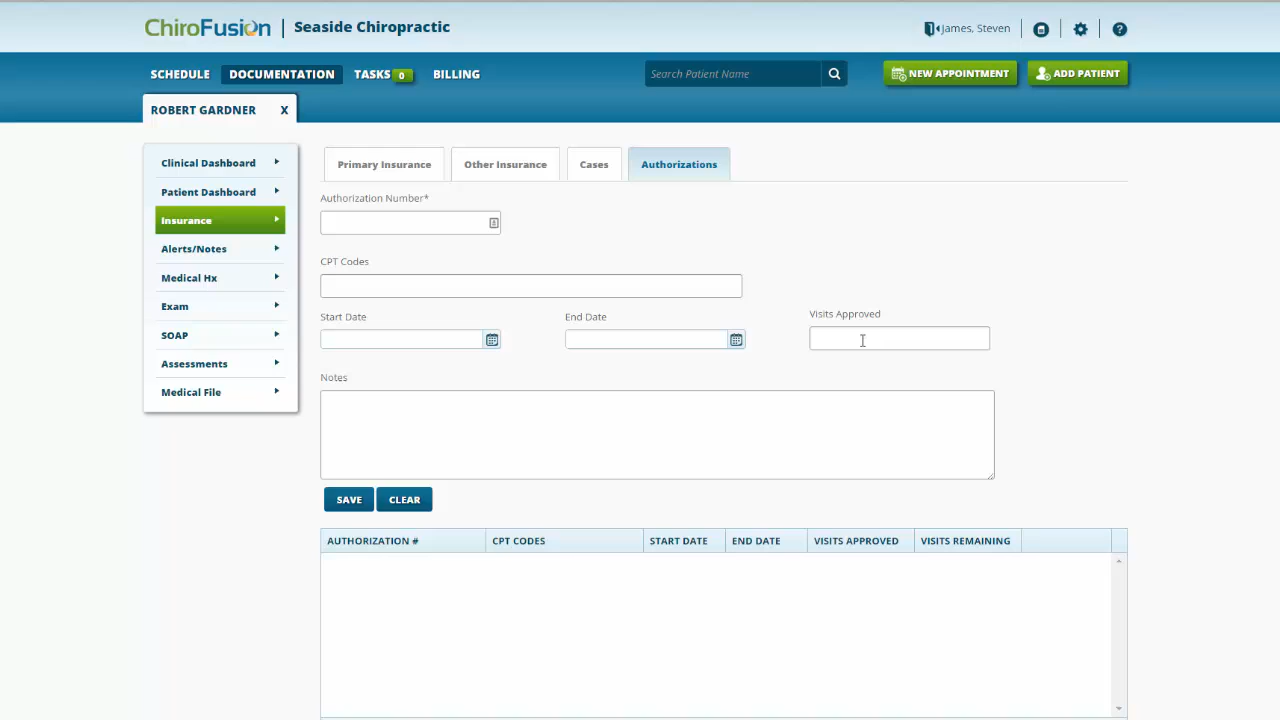 ChiroFusion | Seaside Chiropractic
James, Steven
SCHEDULE DOCUMENTATION TASKS 0 BILLING
Search Patient Name
NEW APPOINTMENT ADD PATIENT
ROBERT GARDNER X
Clinical Dashboard
Patient Dashboard
Insurance
Alerts/Notes
Medical Hx
Exam
SOAP
Assessments
Medical File
Primary Insurance Other Insurance Cases Authorizations
Authorization Number*
CPT Codes
Start Date End Date Visits Approved
Notes
SAVE CLEAR
AUTHORIZATION # CPT CODES START DATE END DATE VISITS APPROVED VISITS REMAINING